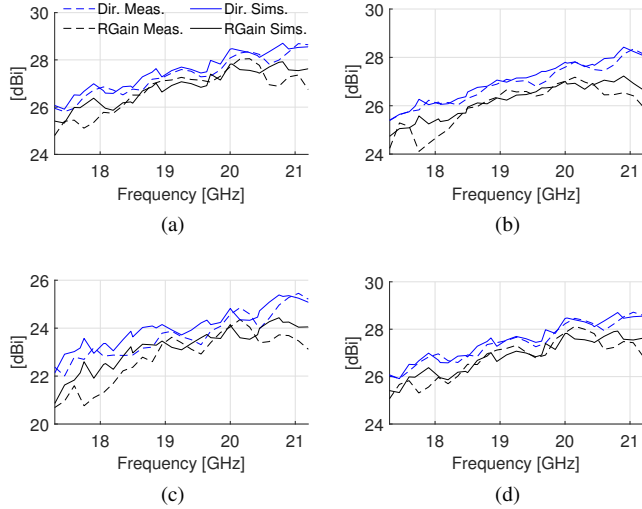 Dir. Meas. Dir. Sims.
RGain Meas. RGain Sims.
30
28
26
24
[dBi]
18 19 20 21
Frequency [GHz]
(a)
30
28
26
24
[dBi]
18 19 20 21
Frequency [GHz]
(b)
26
24
22
20
[dBi]
18 19 20 21
Frequency [GHz]
(c)
30
28
26
24
[dBi]
18 19 20 21
Frequency [GHz]
(d)